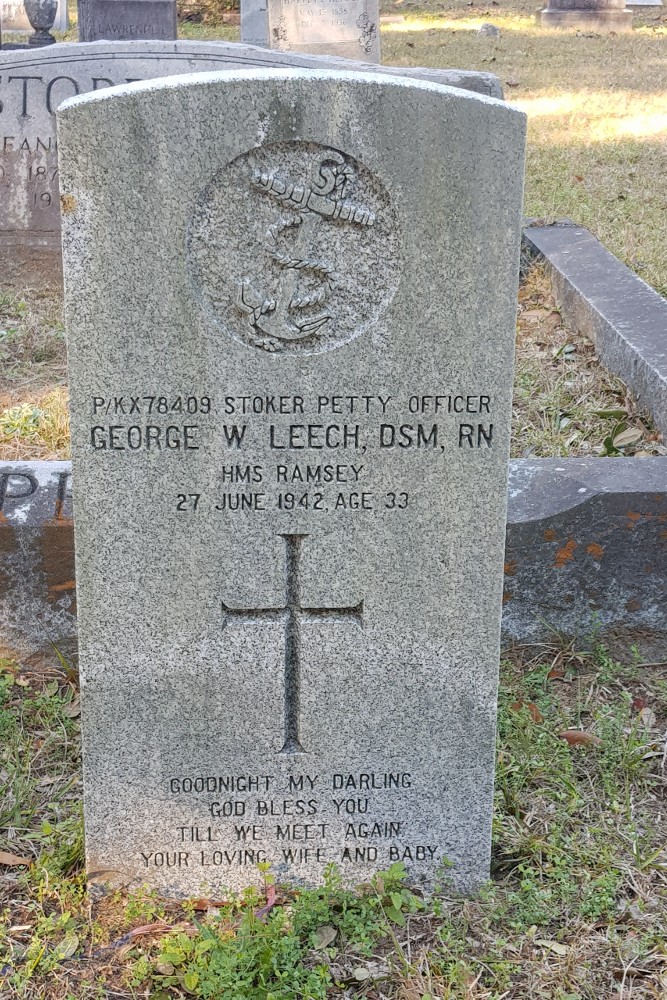 LAWRENCE
STO
P/KX78409 STOKER PETTY OFFICER
GEORGE W LEECH, DSM, RN
HMS RAMSEY
27 JUNE 1942, AGE 33
GOODNIGHT MY DARLING
GOD BLESS YOU
TILL WE MEET AGAIN
YOUR LOVING WIFE AND BABY